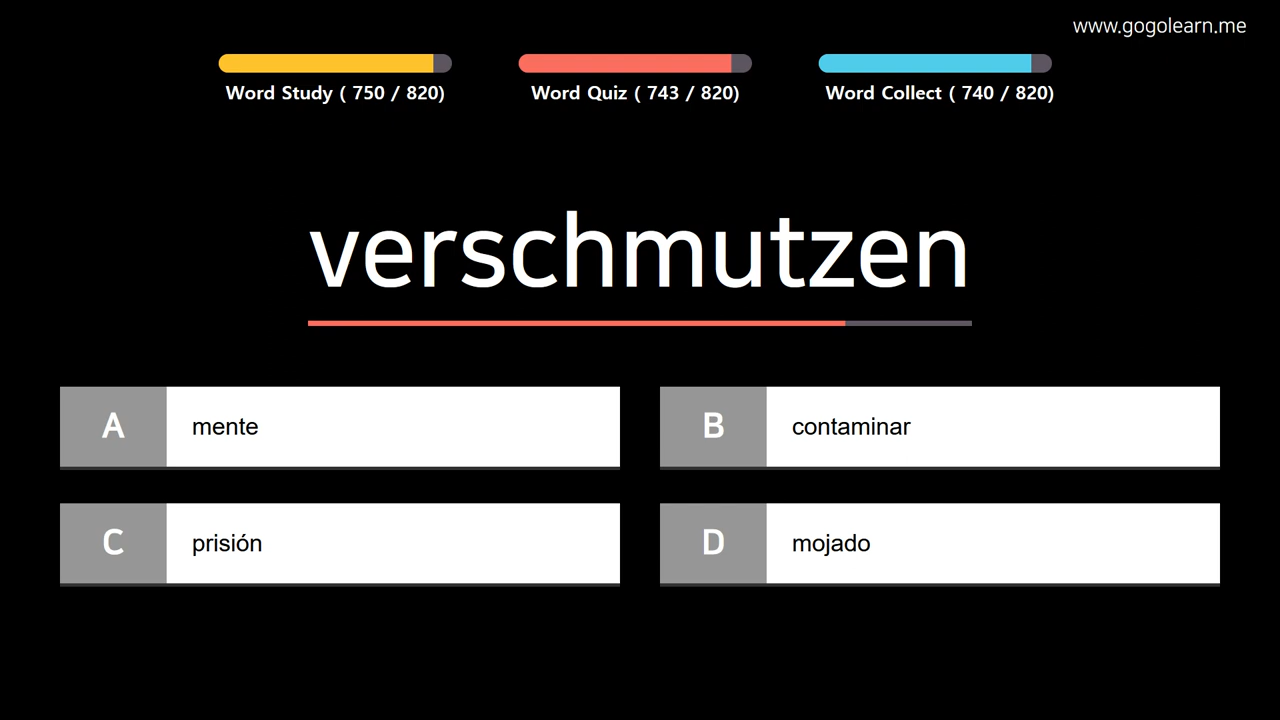 www.gogolearn.me
Word Study ( 750 / 820)
Word Quiz ( 743 / 820)
Word Collect ( 740 / 820)
verschmutzen
A mente
B contaminar
C prisión
D mojado